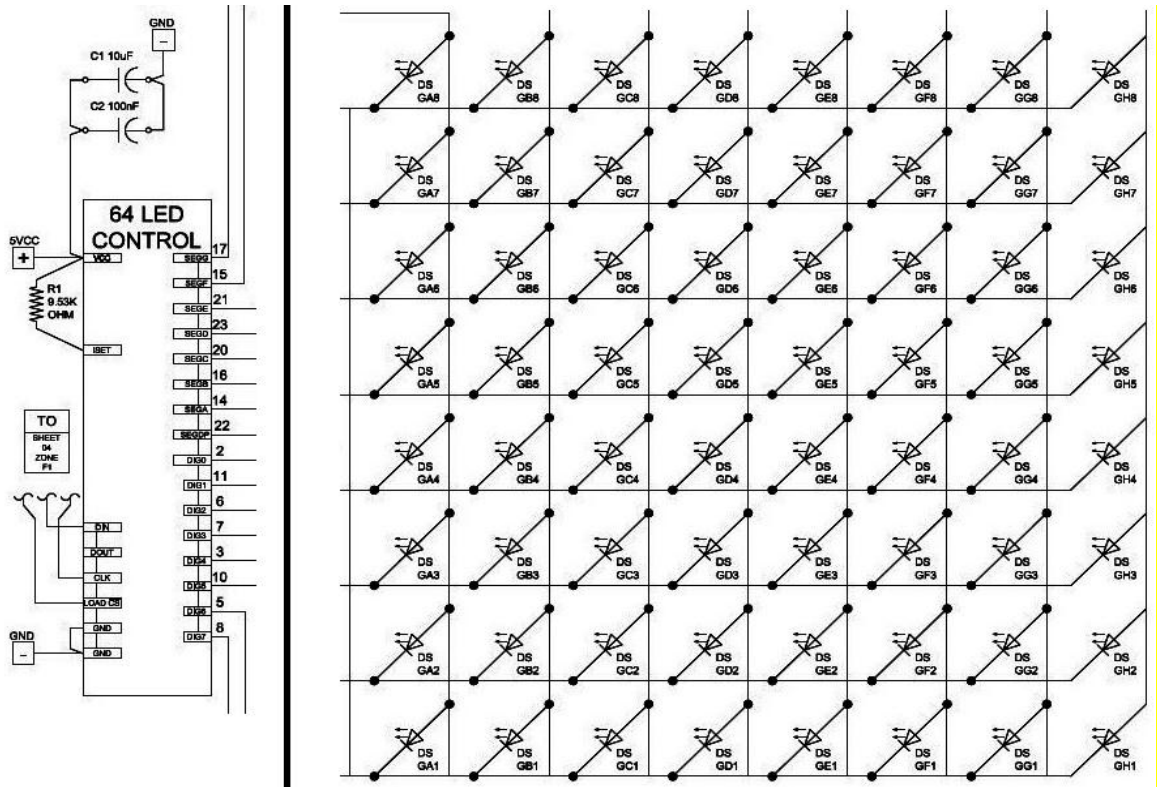 GND
C1 10uF
C2 100nF
64 LED
CONTROL
5VCC
VCC
R1
9.53K
OHM
ISET
TO
SHEET
04
ZONE
F1
DIN
DOUT
CLK
LOAD CS
GND
GND
GND
17
SEGG
15
SEGF
21
SEGE
23
SEGD
20
SEGC
16
SEGB
14
SEGA
22
SEGDP
2
DIG0
11
DIG1
6
DIG2
7
DIG3
3
DIG4
10
DIG5
5
DIG6
8
DIG7
DS DS DS DS DS DS DS DS
GA8 GB8 GC8 GD8 GE8 GF8 GG8 GH8
DS DS DS DS DS DS DS DS
GA7 GB7 GC7 GD7 GE7 GF7 GG7 GH7
DS DS DS DS DS DS DS DS
GA6 GB6 GC6 GD6 GE6 GF6 GG6 GH6
DS DS DS DS DS DS DS DS
GA5 GB5 GC5 GD5 GE5 GF5 GG5 GH5
DS DS DS DS DS DS DS DS
GA4 GB4 GC4 GD4 GE4 GF4 GG4 GH4
DS DS DS DS DS DS DS DS
GA3 GB3 GC3 GD3 GE3 GF3 GG3 GH3
DS DS DS DS DS DS DS DS
GA2 GB2 GC2 GD2 GE2 GF2 GG2 GH2
DS DS DS DS DS DS DS DS
GA1 GB1 GC1 GD1 GE1 GF1 GG1 GH1